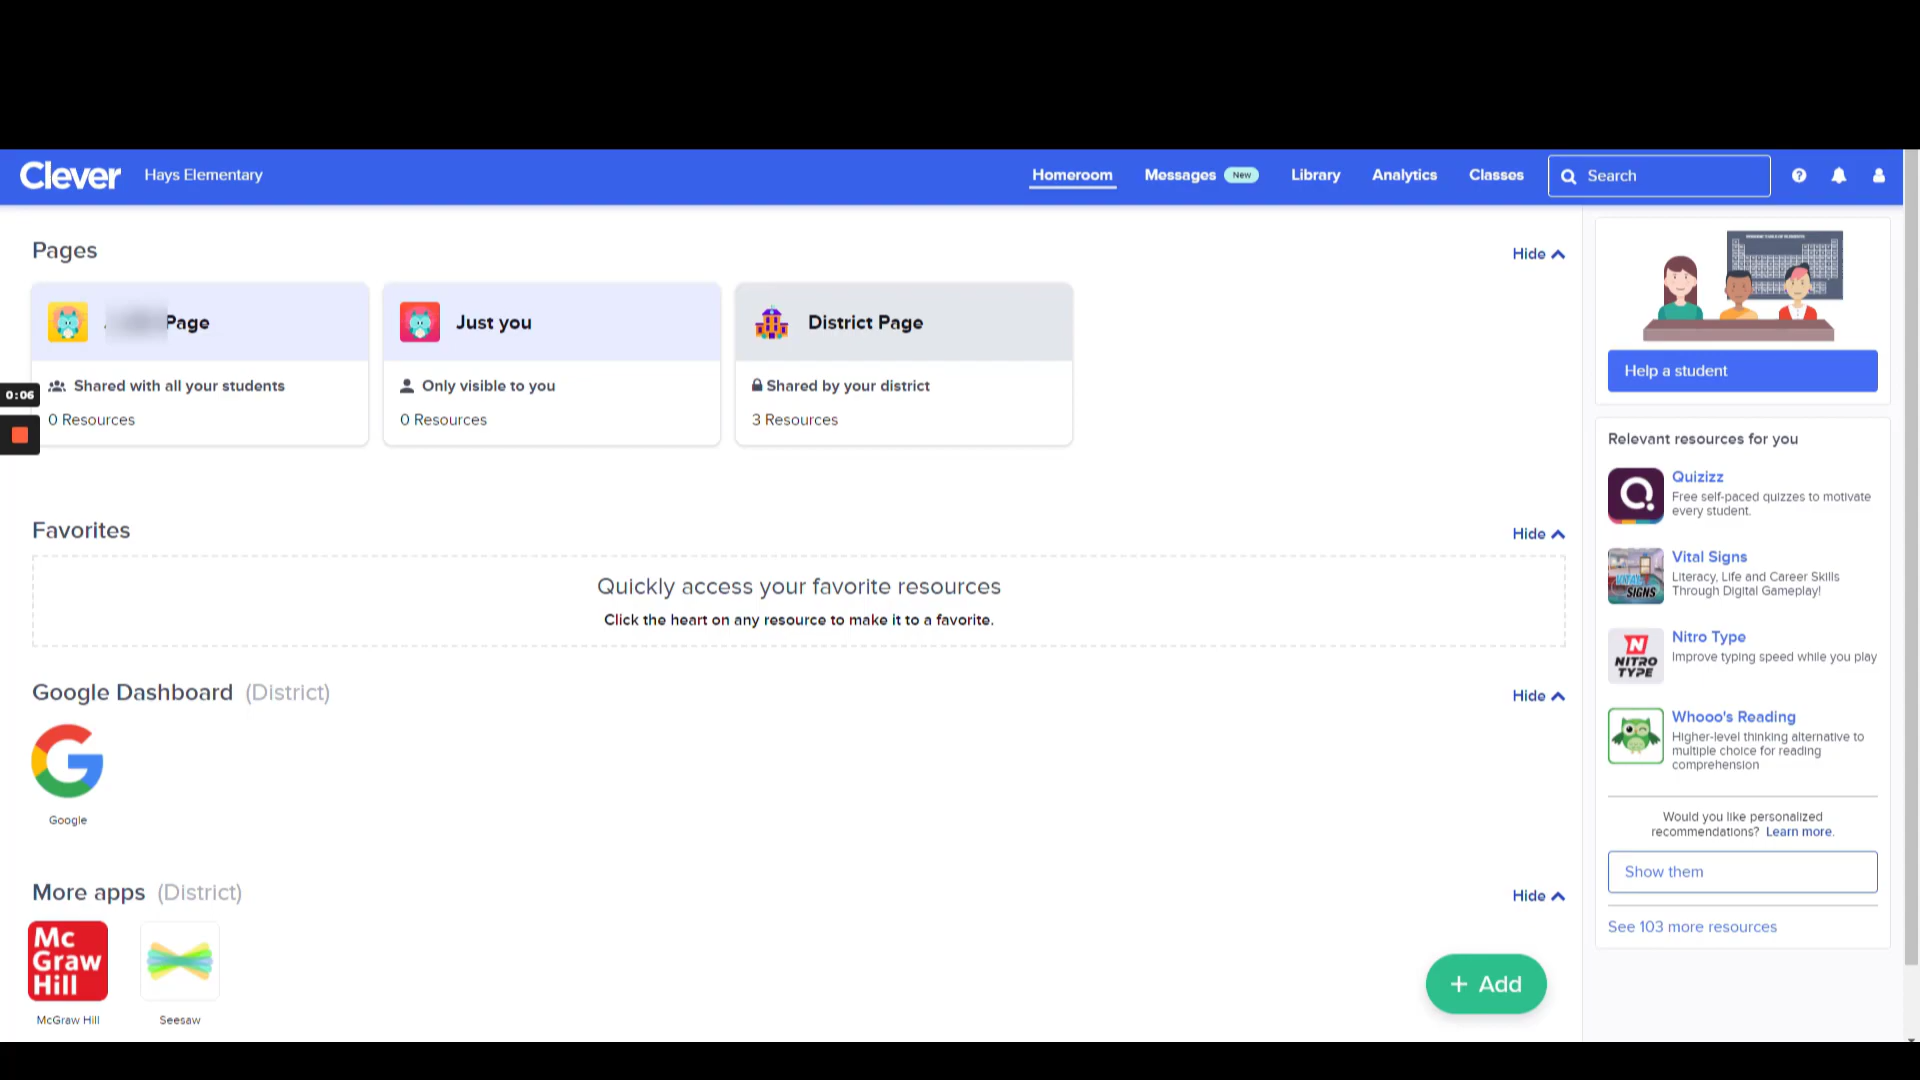 Clever
Hays Elementary
Homeroom
Messages
New
Library
Analytics
Classes
Search
Pages
Hide
Page
Just you
District Page
Shared with all your students
Only visible to you
Shared by your district
0:06
0 Resources
0 Resources
3 Resources
Help a student
Relevant resources for you
Quizizz
Free self-paced quizzes to motivate
every student.
Vital Signs
Literacy, Life and Career Skills
Through Digital Gameplay!
VITAL
SIGNS
Nitro Type
Improve typing speed while you play
N
NITRO
TYPE
Whooo's Reading
Higher-level thinking alternative to
multiple choice for reading
comprehension
Would you like personalized
recommendations? Learn more.
Show them
See 103 more resources
Favorites
Hide
Quickly access your favorite resources
Click the heart on any resource to make it to a favorite.
Google Dashboard (District)
Hide
Google
More apps (District)
Hide
Mc
Graw
Hill
McGraw Hill
Seesaw
+ Add